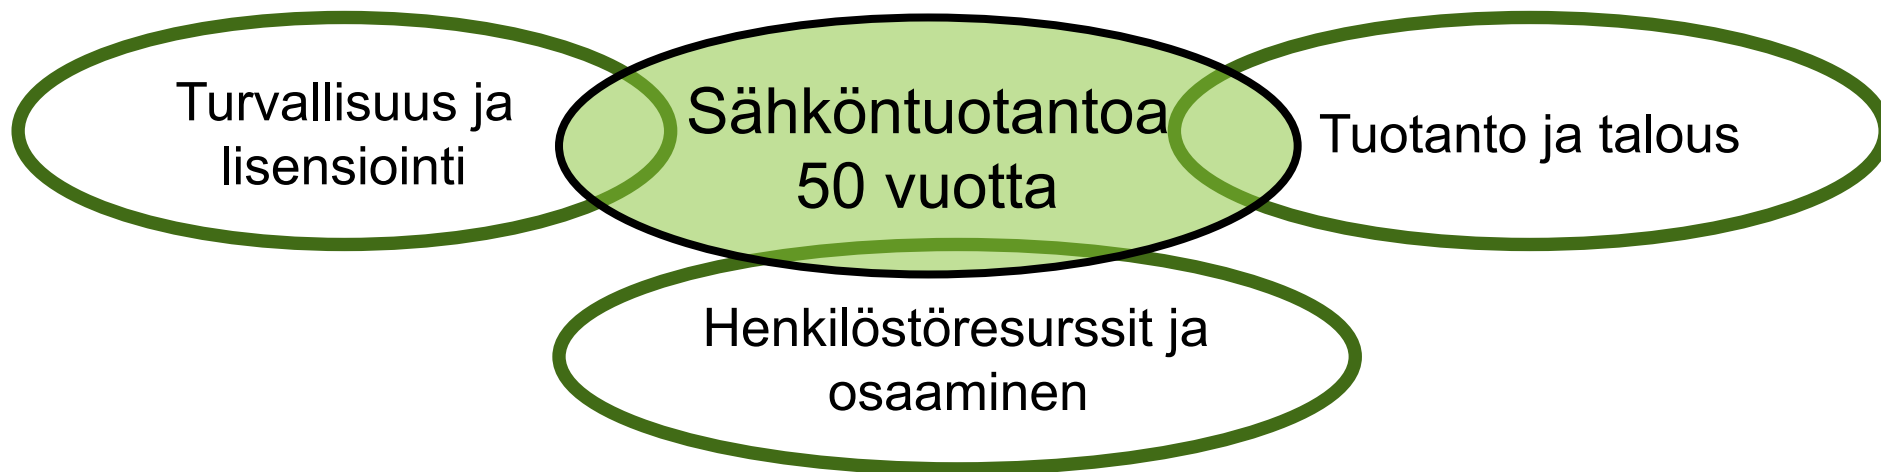 Turvallisuus ja
lisensiointi
Sähköntuotantoa
50 vuotta
Tuotanto ja talous
Henkilöstöresurssit ja
osaaminen